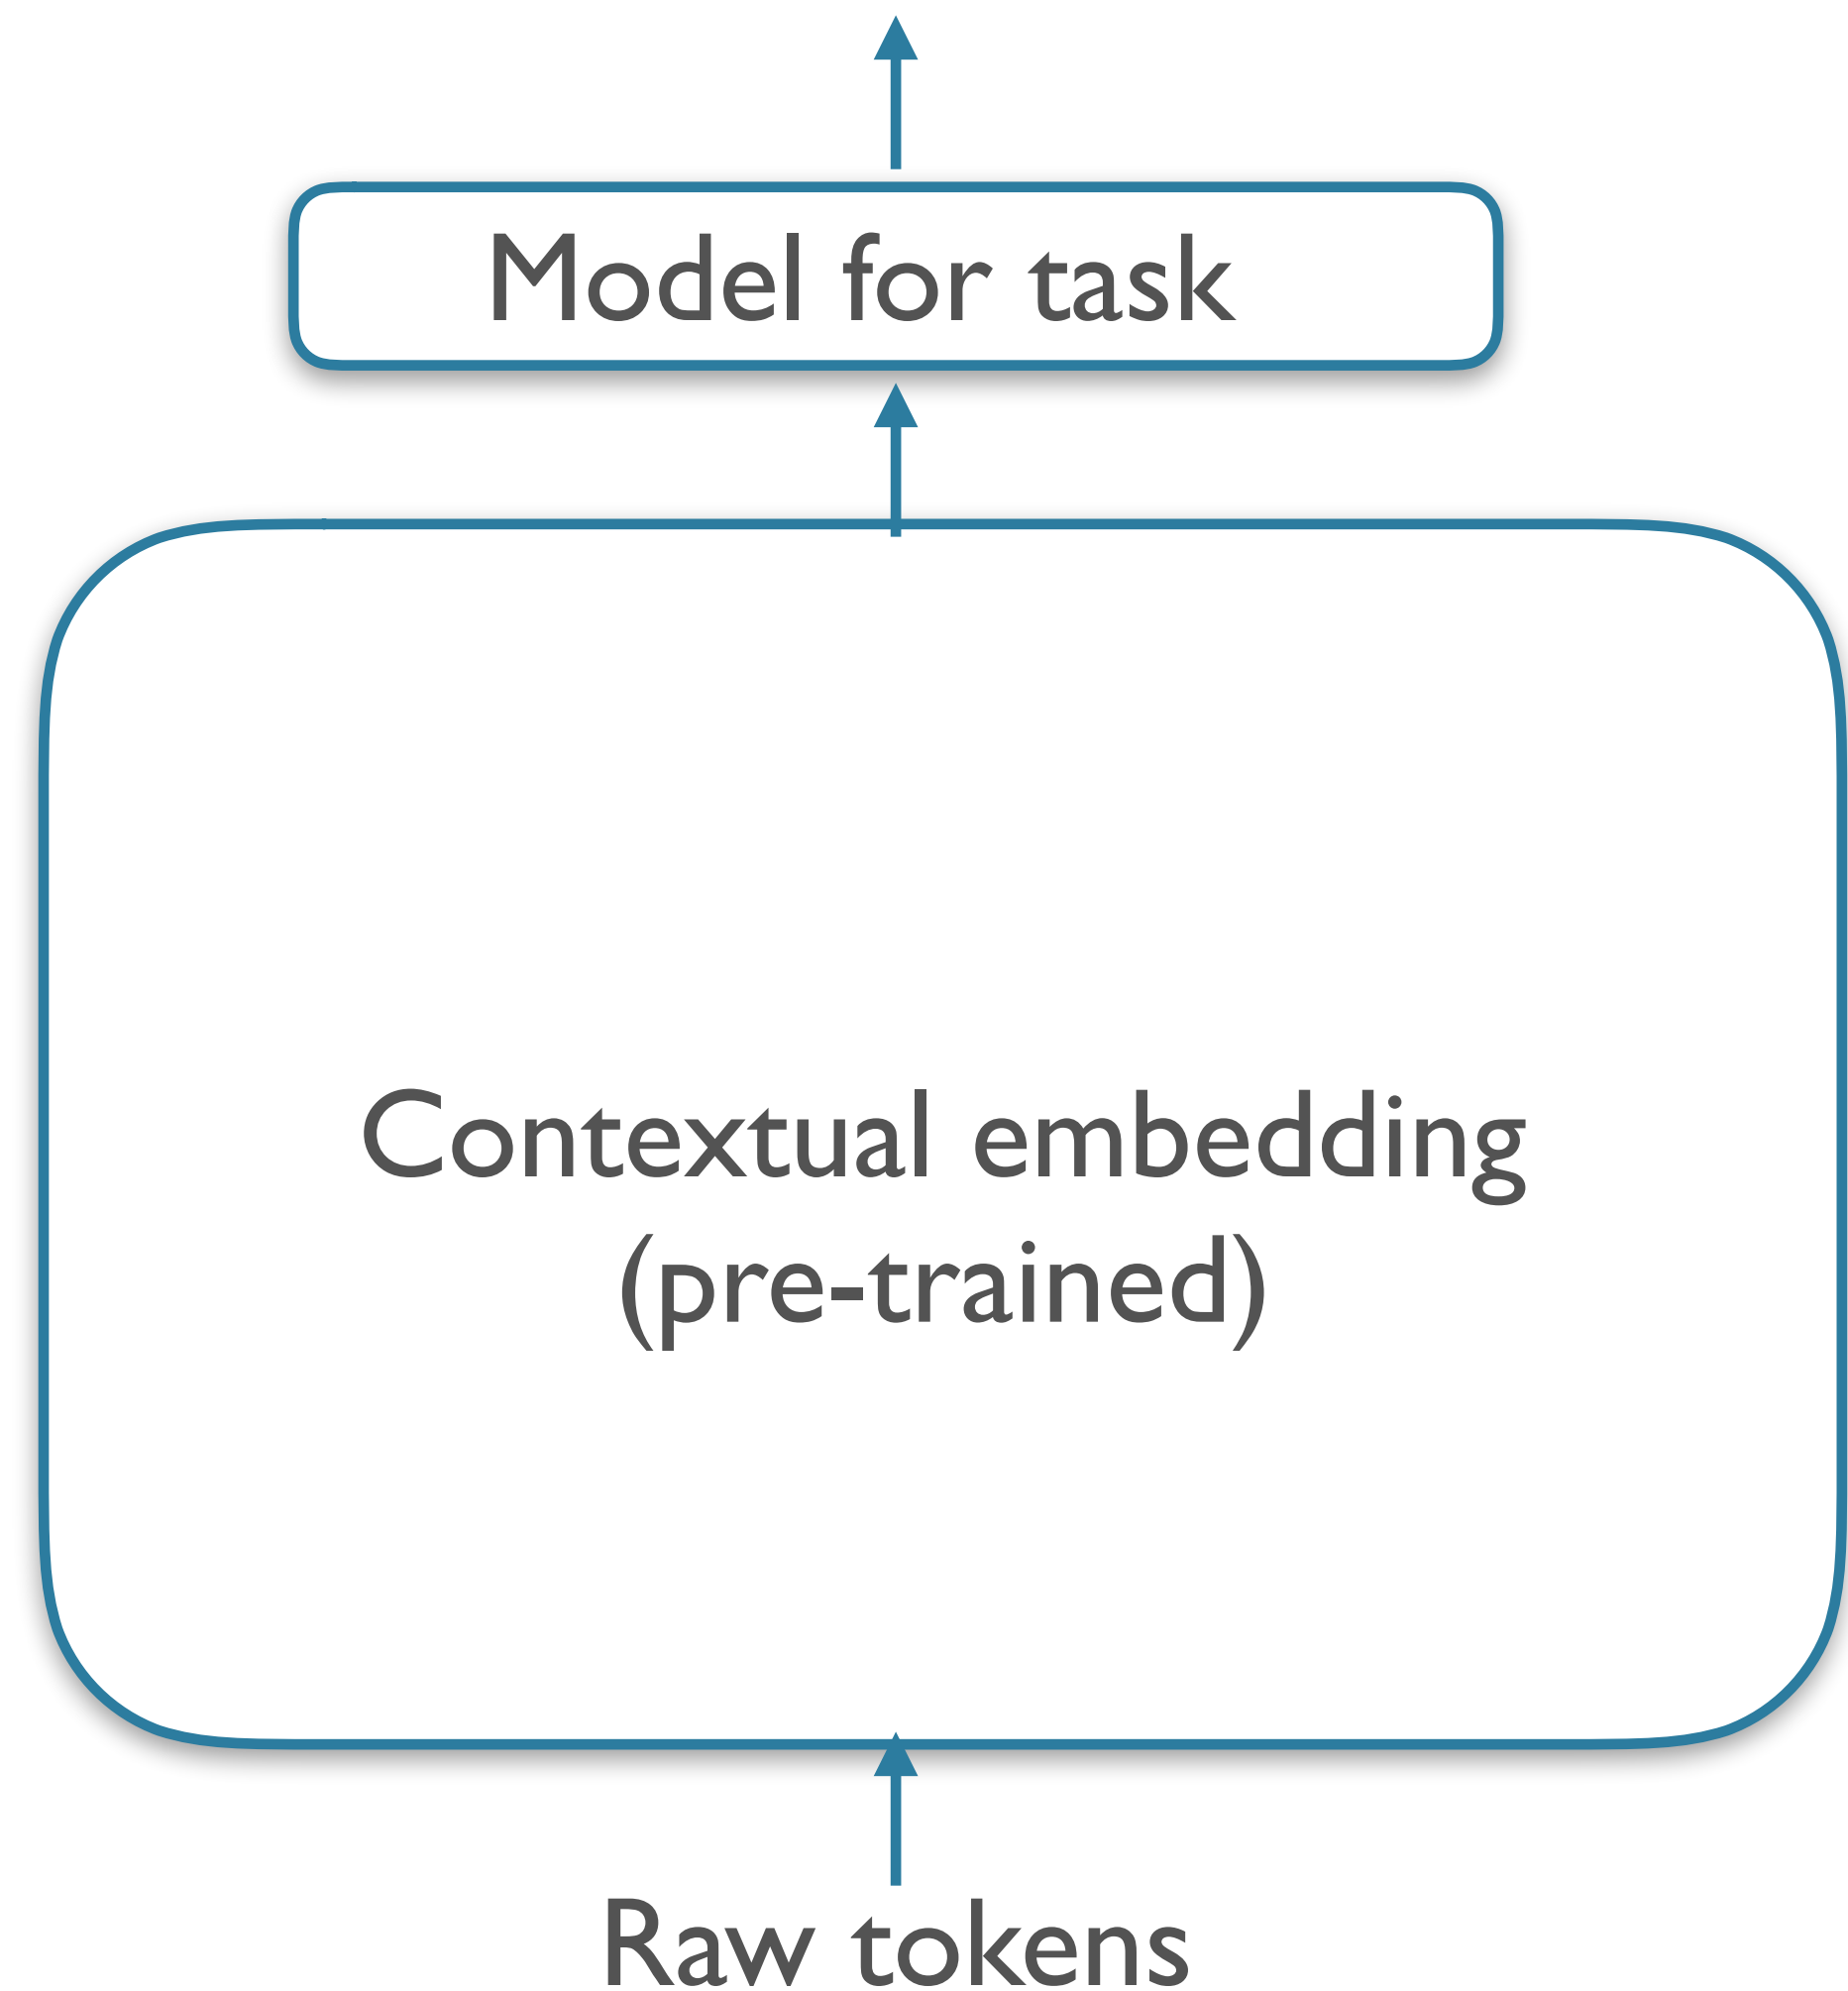 Model for task
Contextual embedding
(pre-trained)
Raw tokens